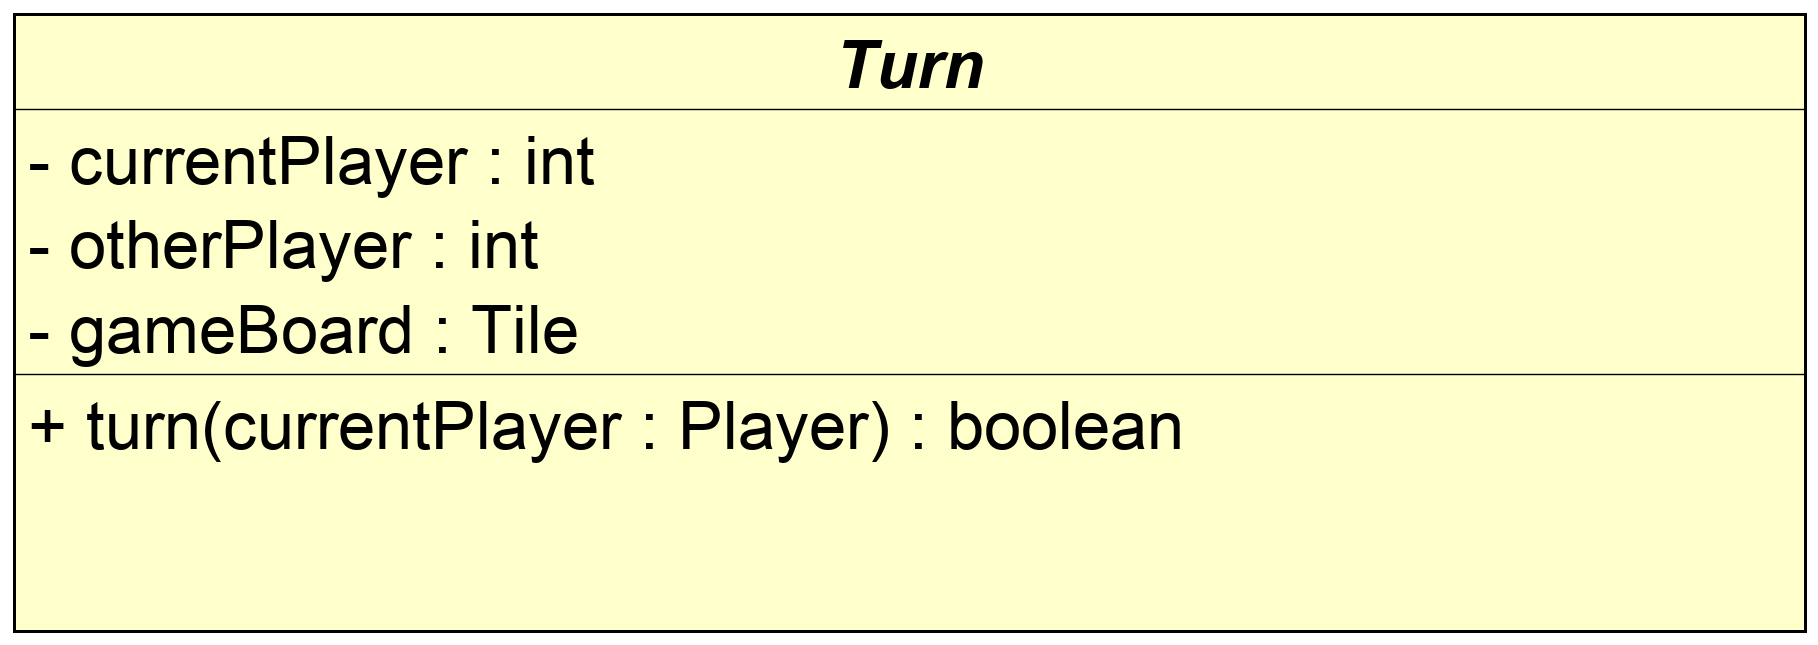 Turn
- currentPlayer : int
- otherPlayer : int
- gameBoard : Tile
+ turn(currentPlayer : Player) : boolean